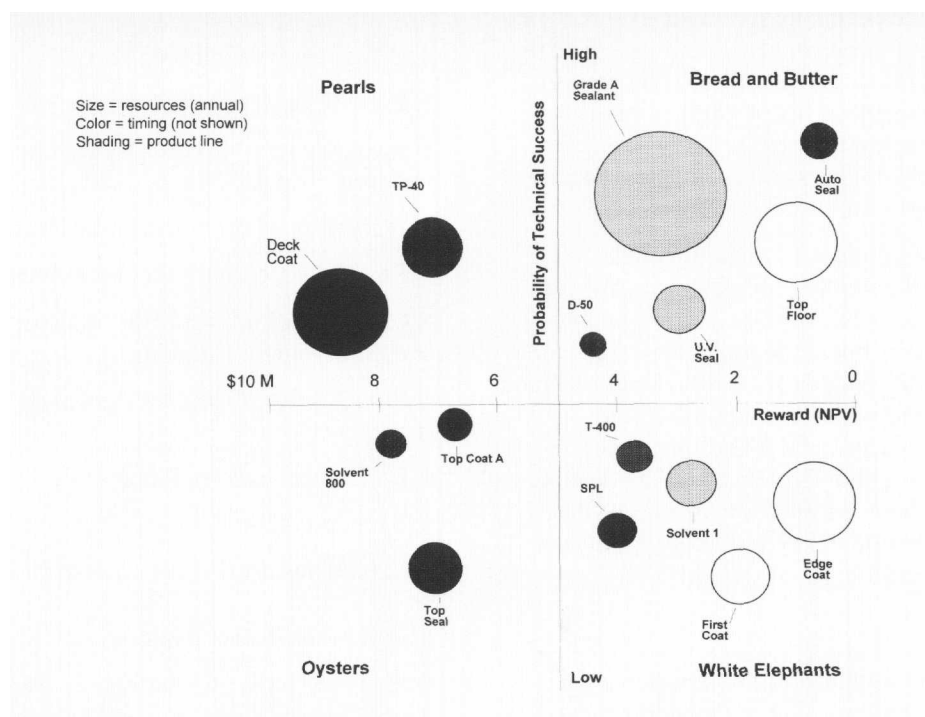 High
Pearls
Bread and Butter
Size = resources (annual)
Color = timing (not shown)
Shading = product line
Grade A
Sealant
Probability of Technical Success
Auto
Seal
TP-40
Deck
Coat
Top
Floor
D-50
U.V.
Seal
$10 M 8 6 4 2 0
Reward (NPV)
T-400
Top Coat A
Solvent
800
SPL
Solvent 1
Edge
Coat
Top
Seal
First
Coat
Oysters
Low
White Elephants